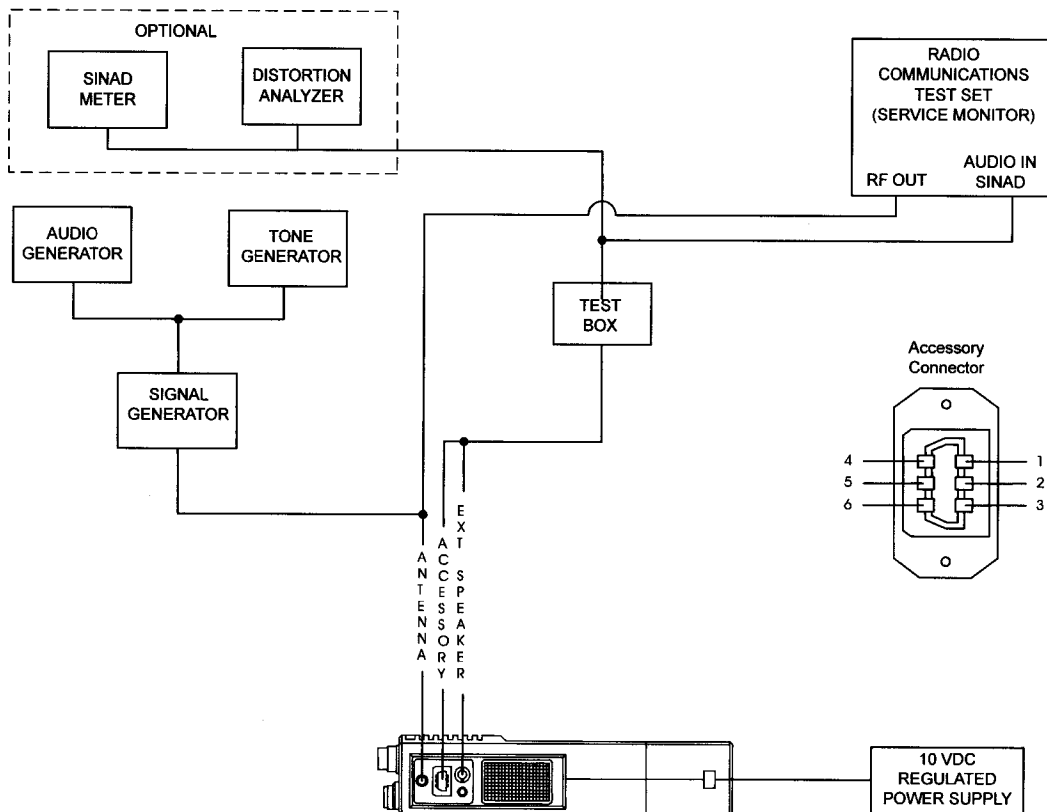 OPTIONAL
SINAD
METER
DISTORTION
ANALYZER
RADIO
COMMUNICATIONS
TEST SET
(SERVICE MONITOR)
RF OUT
AUDIO IN
SINAD
AUDIO
GENERATOR
TONE
GENERATOR
TEST
BOX
SIGNAL
GENERATOR
Accessory
Connector
4
1
5
2
6
3
ANTENNA
ACCESSORY
EXT SPEAKER
10 VDC
REGULATED
POWER SUPPLY